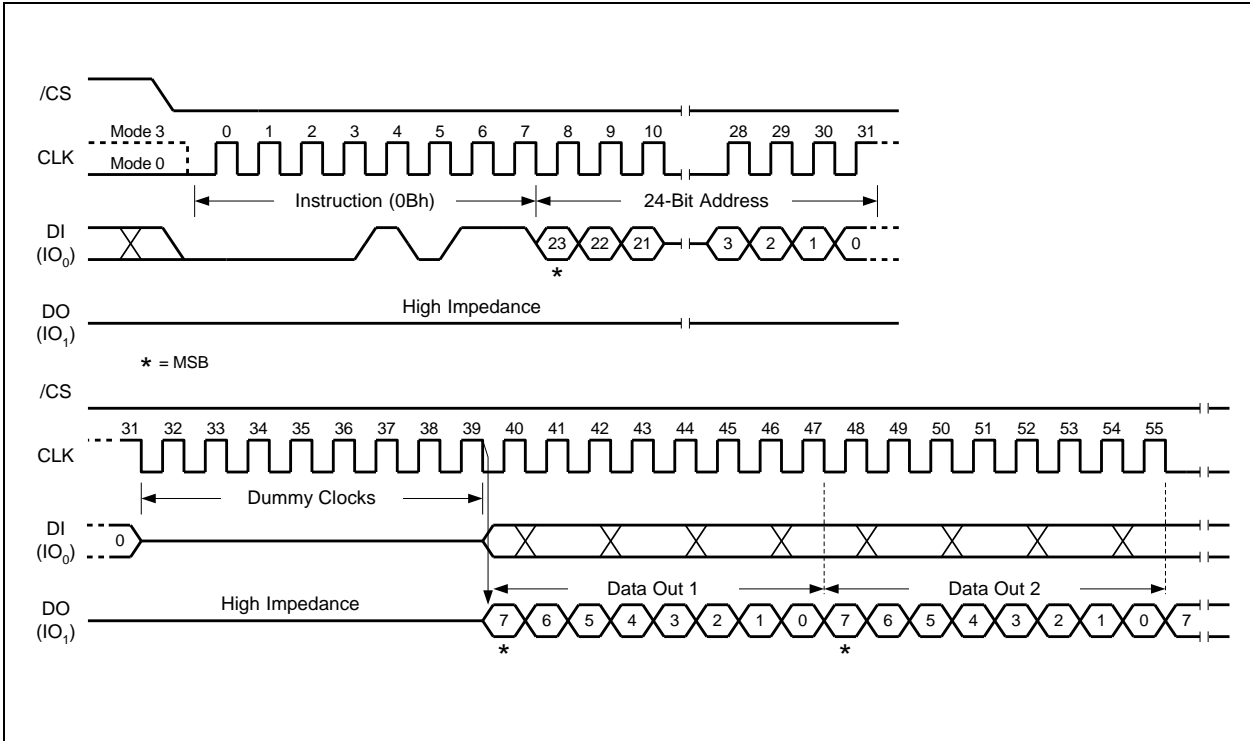 /CS
Mode 3
0 1 2 3 4 5 6 7 8 9 10 28 29 30 31
CLK
Mode 0
Instruction (0Bh) 24-Bit Address
DI
(IO₀)
23 22 21 3 2 1 0
*
DO
(IO₁)
High Impedance
* = MSB
/CS
31 32 33 34 35 36 37 38 39 40 41 42 43 44 45 46 47 48 49 50 51 52 53 54 55
CLK
Dummy Clocks
DI
(IO₀)
0
Data Out 1 Data Out 2
DO
(IO₁)
High Impedance
7 6 5 4 3 2 1 0 7 6 5 4 3 2 1 0 7
* *